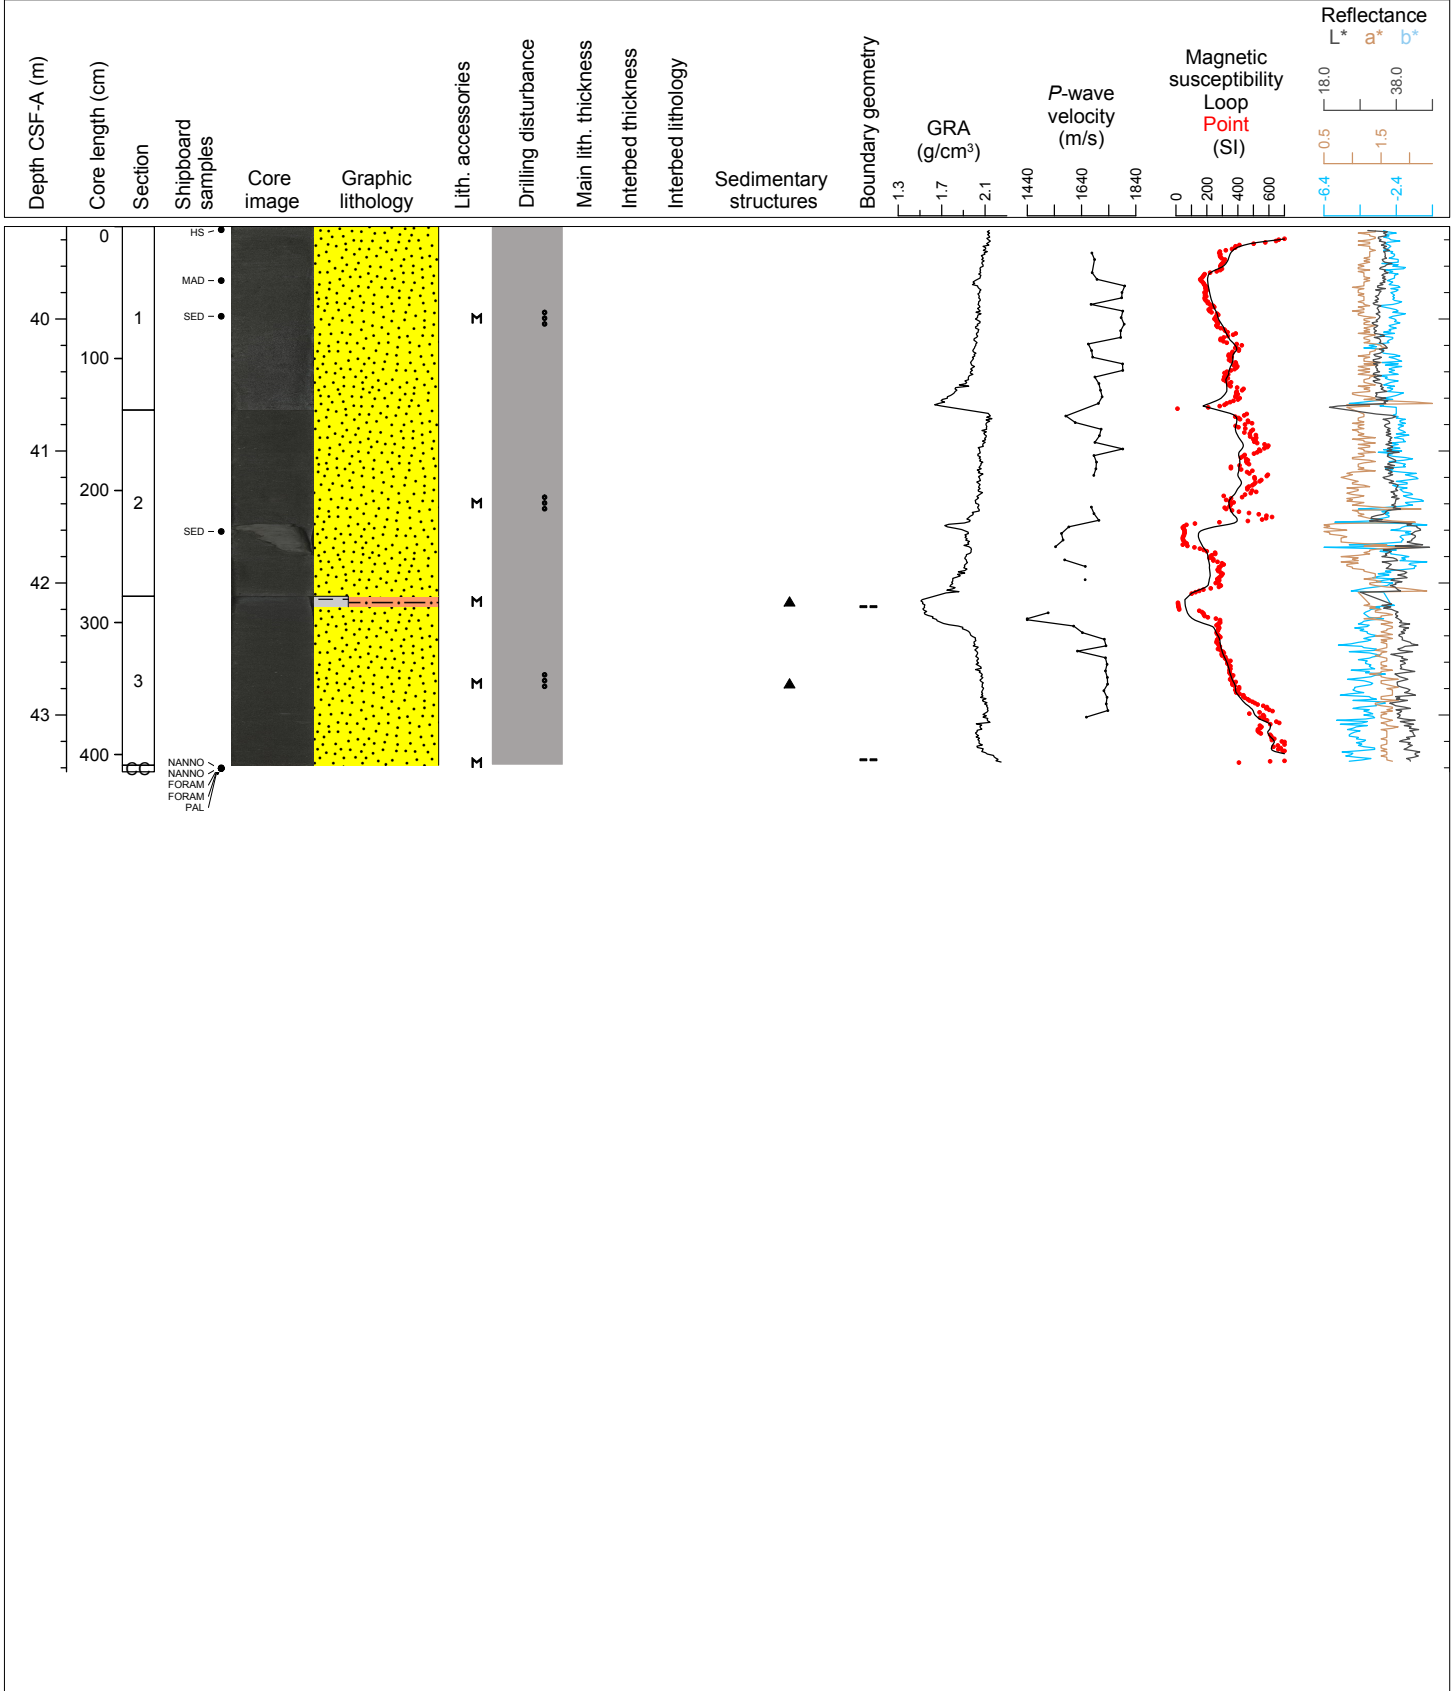 Depth CSF-A (m)
Core length (cm)
Section
Shipboard
samples
Core
image
Graphic
lithology
Lith. accessories
Drilling disturbance
Main lith. thickness
Interbed thickness
Interbed lithology
Sedimentary
structures
Boundary geometry
GRA
(g/cm³)
1.3 1.7 2.1
P-wave
velocity
(m/s)
1440 1640 1840
Magnetic
susceptibility
Loop
Point
(SI)
0 200 400 600
Reflectance
L* a* b*
18.0 38.0
0.5 1.5
-6.4 -2.4
0
HS
MAD
40
1
SED
M
100
41
200
2
M
SED
42
M
300
3
M
43
400
CC
NANNO
M
NANNO
FORAM
FORAM
PAL